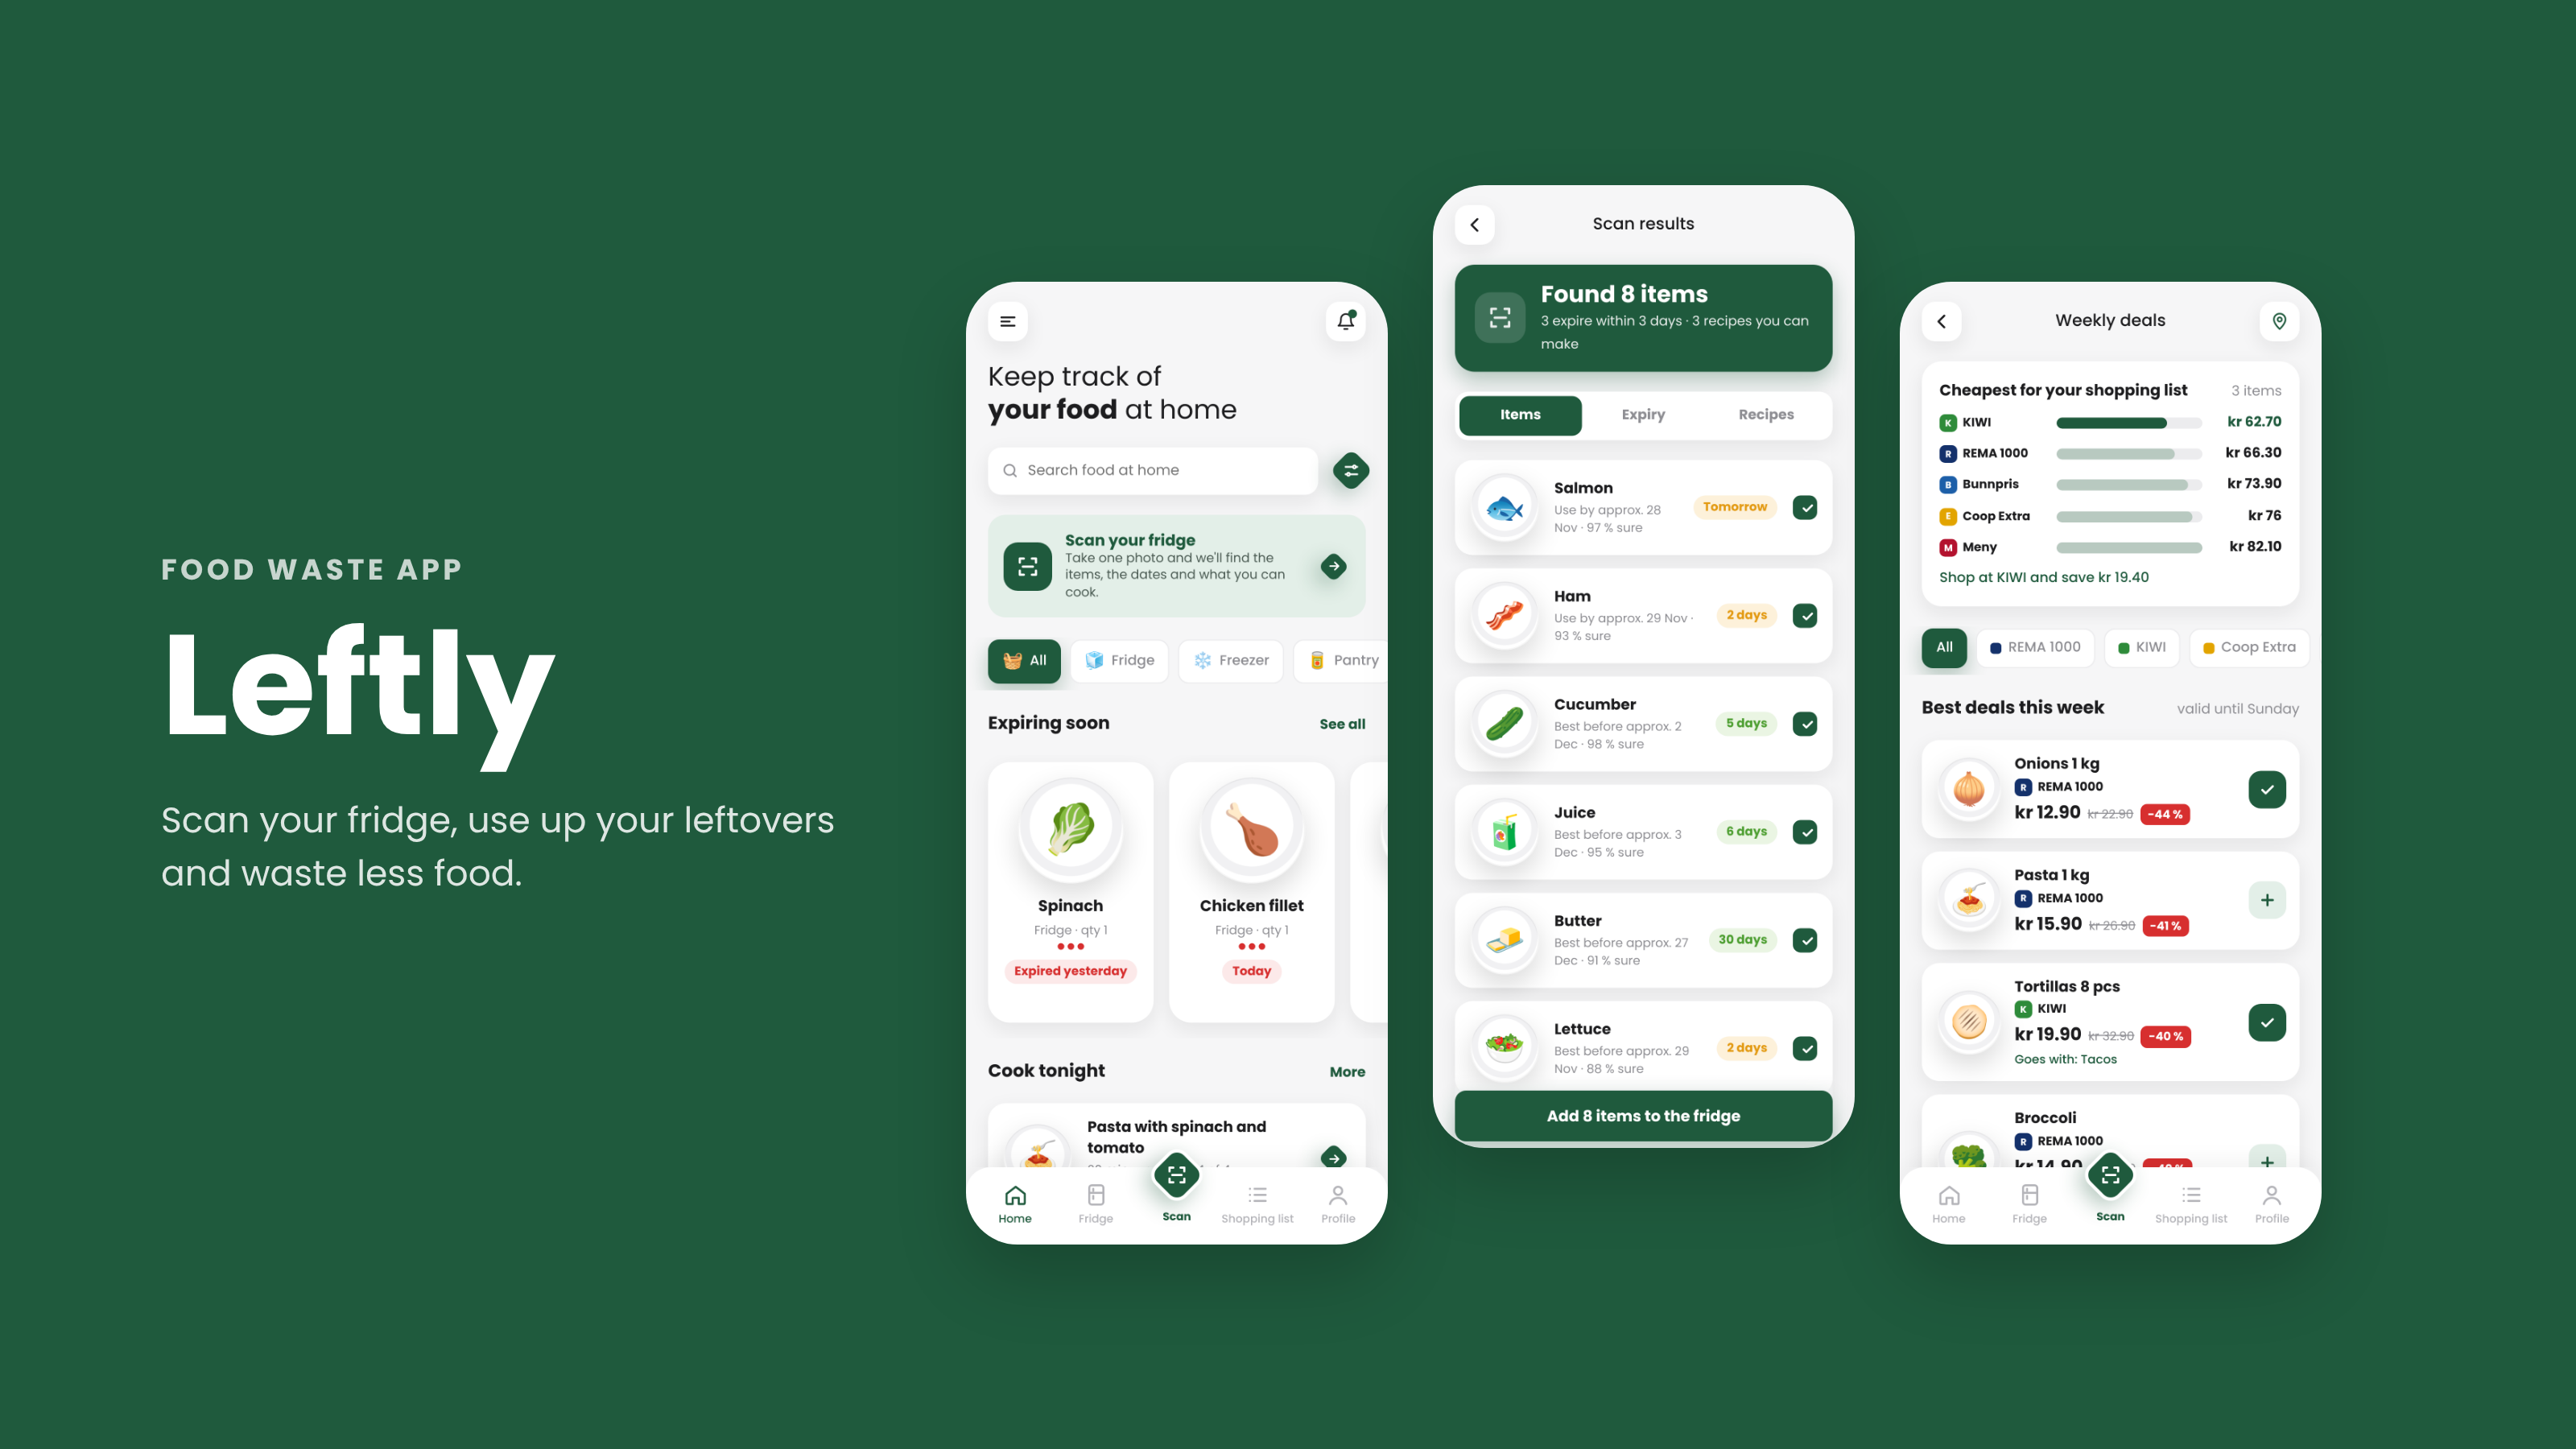 FOOD WASTE APP
Leftly
Scan your fridge, use up your leftovers
and waste less food.
Keep track of
your food at home
Search food at home
Scan your fridge
Take one photo and we'll find the
items, the dates and what you can
cook.
All
Fridge
Freezer
Pantry
Expiring soon
See all
Spinach
Fridge · qty 1
Expired yesterday
Chicken fillet
Fridge · qty 1
Today
Cook tonight
More
Pasta with spinach and
tomato
Home
Fridge
Scan
Shopping list
Profile
Scan results
Found 8 items
3 expire within 3 days · 3 recipes you can
make
Items
Expiry
Recipes
Salmon
Use by approx. 28
Nov · 97 % sure
Tomorrow
Ham
Use by approx. 29 Nov ·
93 % sure
2 days
Cucumber
Best before approx. 2
Dec · 98 % sure
5 days
Juice
Best before approx. 3
Dec · 95 % sure
6 days
Butter
Best before approx. 27
Dec · 91 % sure
30 days
Lettuce
Best before approx. 29
Nov · 88 % sure
2 days
Add 8 items to the fridge
Weekly deals
Cheapest for your shopping list
3 items
K KIWI kr 62.70
R REMA 1000 kr 66.30
B Bunnpris kr 73.90
E Coop Extra kr 76
M Meny kr 82.10
Shop at KIWI and save kr 19.40
All
REMA 1000
KIWI
Coop Extra
Best deals this week
valid until Sunday
Onions 1 kg
R REMA 1000
kr 12.90 kr 22.90 -44 %
Pasta 1 kg
R REMA 1000
kr 15.90 kr 26.90 -41 %
Tortillas 8 pcs
K KIWI
kr 19.90 kr 32.90 -40 %
Goes with: Tacos
Broccoli
R REMA 1000
kr 14.90
Home
Fridge
Scan
Shopping list
Profile